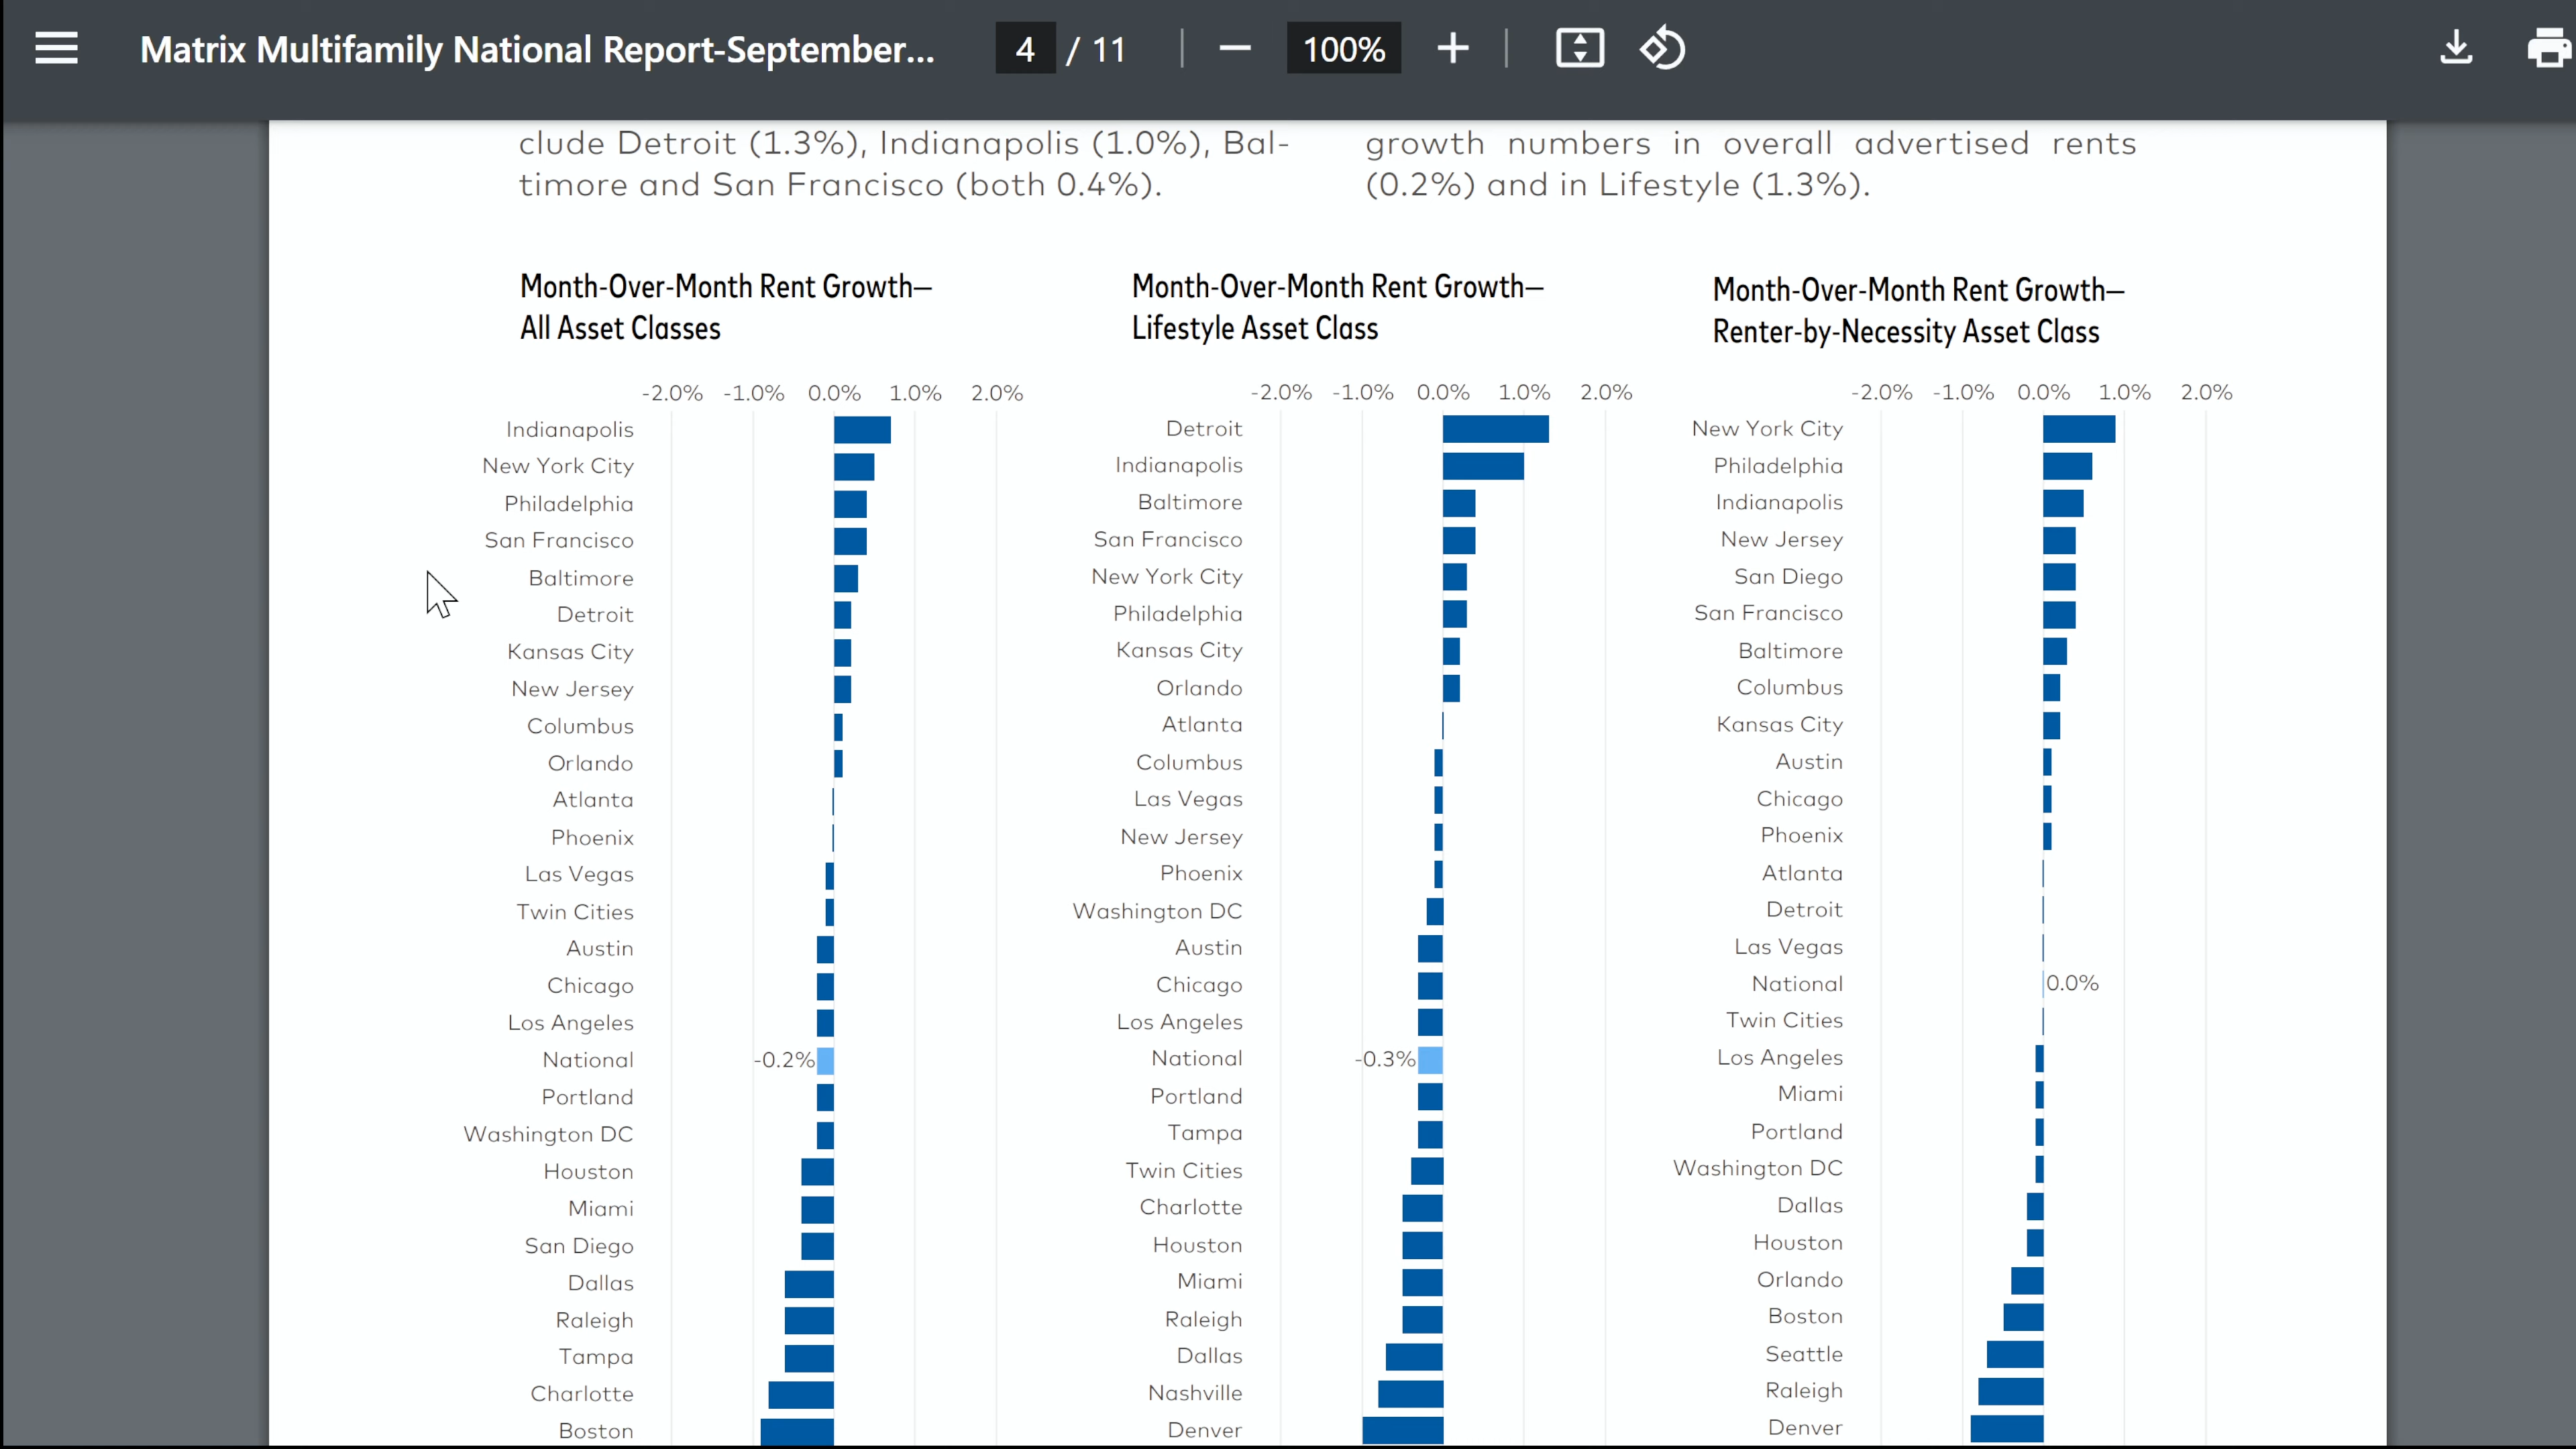 Matrix Multifamily National Report-September...
4 / 11
100%
clude Detroit (1.3%), Indianapolis (1.0%), Bal-
timore and San Francisco (both 0.4%).
growth numbers in overall advertised rents
(0.2%) and in Lifestyle (1.3%).
Month-Over-Month Rent Growth—
All Asset Classes
-2.0% -1.0% 0.0% 1.0% 2.0%
Indianapolis
New York City
Philadelphia
San Francisco
Baltimore
Detroit
Kansas City
New Jersey
Columbus
Orlando
Atlanta
Phoenix
Las Vegas
Twin Cities
Austin
Chicago
Los Angeles
National -0.2%
Portland
Washington DC
Houston
Miami
San Diego
Dallas
Raleigh
Tampa
Charlotte
Boston
Month-Over-Month Rent Growth—
Lifestyle Asset Class
-2.0% -1.0% 0.0% 1.0% 2.0%
Detroit
Indianapolis
Baltimore
San Francisco
New York City
Philadelphia
Kansas City
Orlando
Atlanta
Columbus
Las Vegas
New Jersey
Phoenix
Washington DC
Austin
Chicago
Los Angeles
National -0.3%
Portland
Tampa
Twin Cities
Charlotte
Houston
Miami
Raleigh
Dallas
Nashville
Denver
Month-Over-Month Rent Growth—
Renter-by-Necessity Asset Class
-2.0% -1.0% 0.0% 1.0% 2.0%
New York City
Philadelphia
Indianapolis
New Jersey
San Diego
San Francisco
Baltimore
Columbus
Kansas City
Austin
Chicago
Phoenix
Atlanta
Detroit
Las Vegas
National 0.0%
Twin Cities
Los Angeles
Miami
Portland
Washington DC
Dallas
Houston
Orlando
Boston
Seattle
Raleigh
Denver